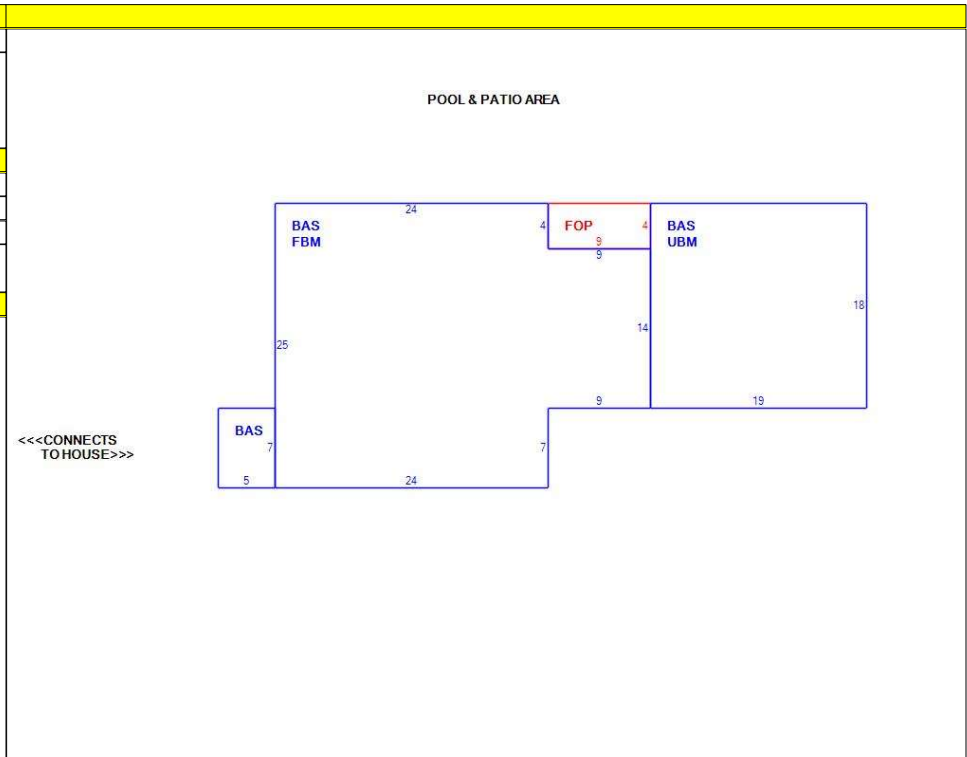 POOL & PATIO AREA
24
BAS
FBM
4
FOP
4
9
9
BAS
UBM
18
14
25
9
19
BAS
7
7
5
24
<<<CONNECTS
TO HOUSE>>>